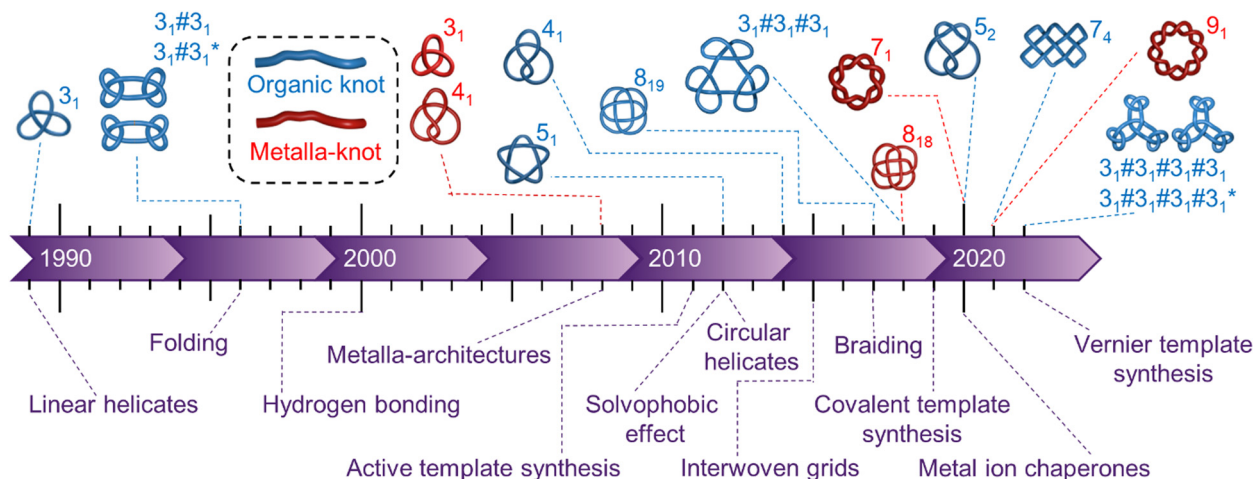 3₁#3₁
3₁#3₁*
3₁
Organic knot
Metalla-knot
3₁
4₁
4₁
5₁
8₁₉
3₁#3₁#3₁
7₁
8₁₈
5₂
7₄
9₁
3₁#3₁#3₁#3₁
3₁#3₁#3₁#3₁*
1990
2000
2010
2020
Linear helicates
Folding
Hydrogen bonding
Metalla-architectures
Active template synthesis
Solvophobic
effect
Circular
helicates
Interwoven grids
Braiding
Covalent template
synthesis
Metal ion chaperones
Vernier template
synthesis